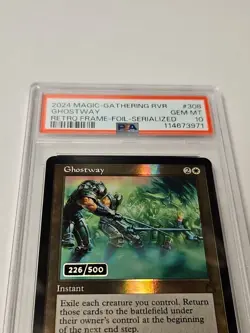 2024 MAGIC-GATHERING RVR #308
GHOSTWAY GEM MT
RETRO FRAME-FOIL-SERIALIZED 10
PSA 114673971
Ghostway 2
226/500
Instant
Exile each creature you control. Return
those cards to the battlefield under
their owner's control at the beginning
of the next end step.